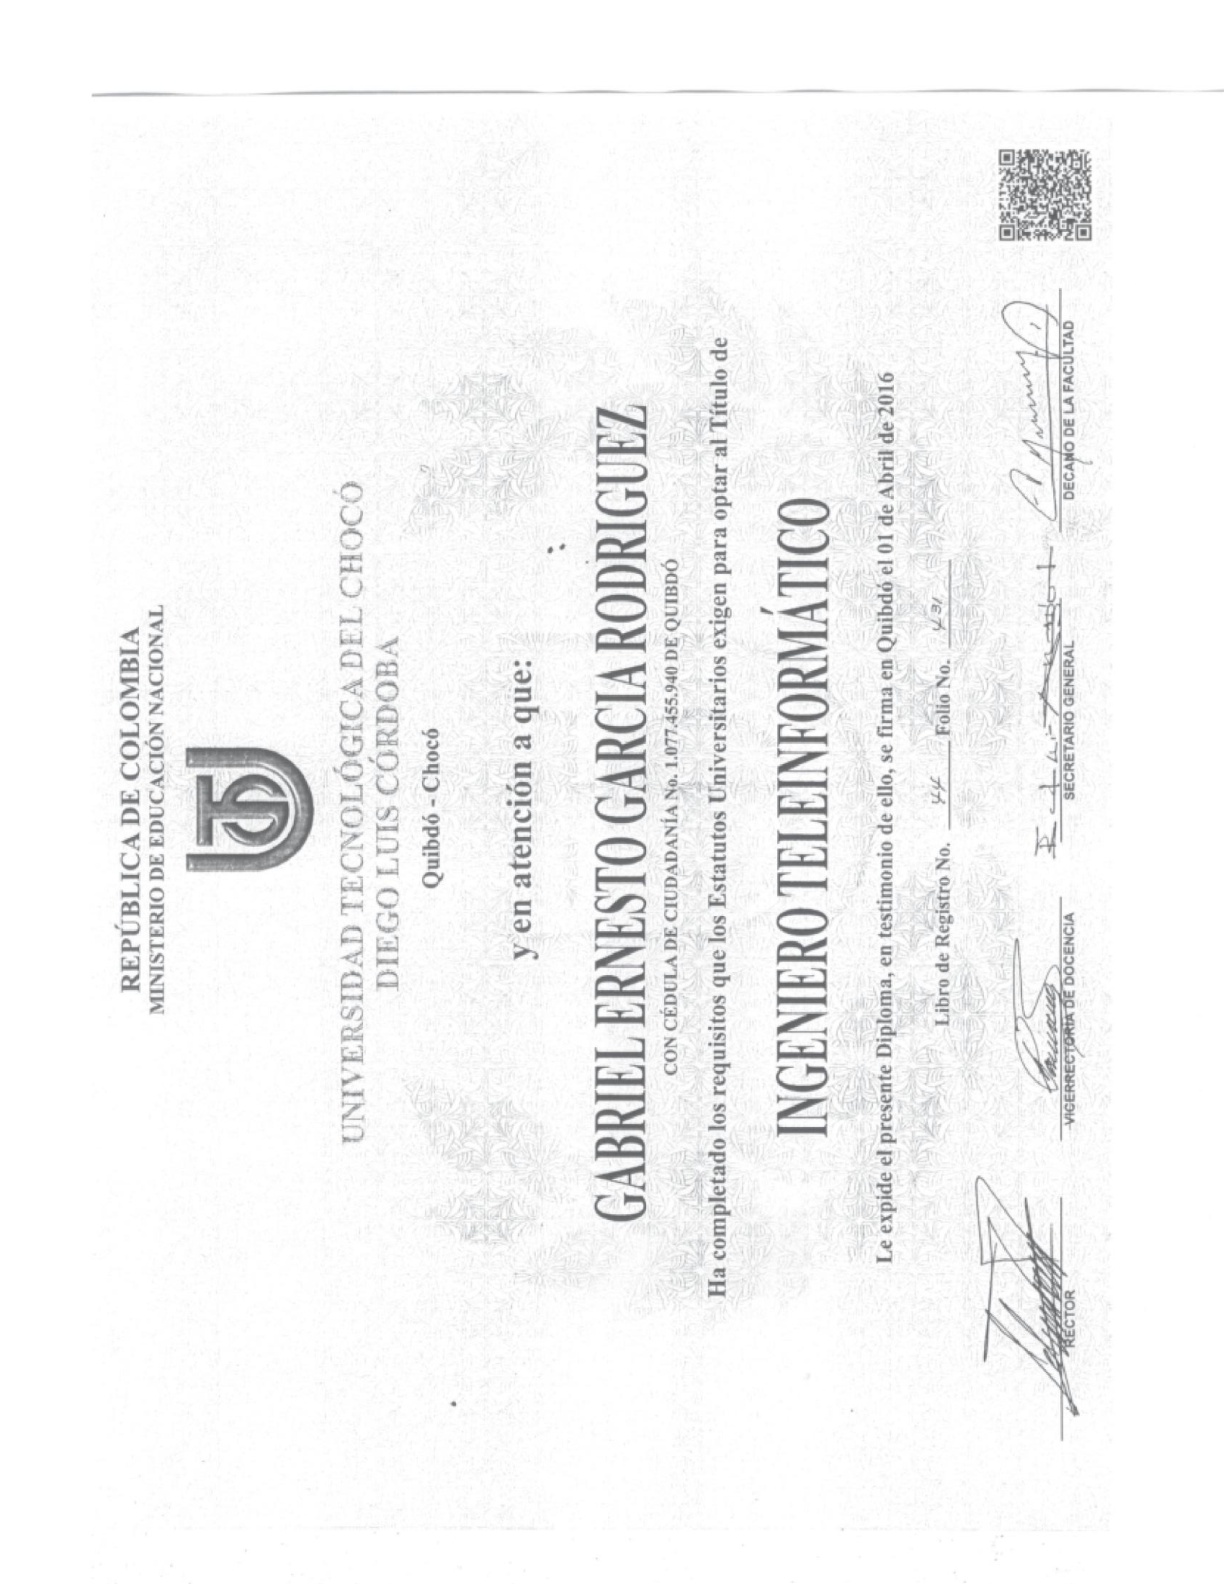 REPÚBLICA DE COLOMBIA
MINISTERIO DE EDUCACIÓN NACIONAL
UNIVERSIDAD TECNOLÓGICA DEL CHOCÓ
DIEGO LUIS CÓRDOBA
Quibdó - Chocó
y en atención a que:
GABRIEL ERNESTO GARCIA RODRIGUEZ
CON CÉDULA DE CIUDADANÍA No. 1.077.455.940 DE QUIBDÓ
Ha completado los requisitos que los Estatutos Universitarios exigen para optar al Título de
INGENIERO TELEINFORMÁTICO
Le expide el presente Diploma, en testimonio de ello, se firma en Quibdó el 01 de Abril de 2016
Libro de Registro No. 44 Folio No. 431
RECTOR VICERRECTORÍA DE DOCENCIA SECRETARIO GENERAL DECANO DE LA FACULTAD